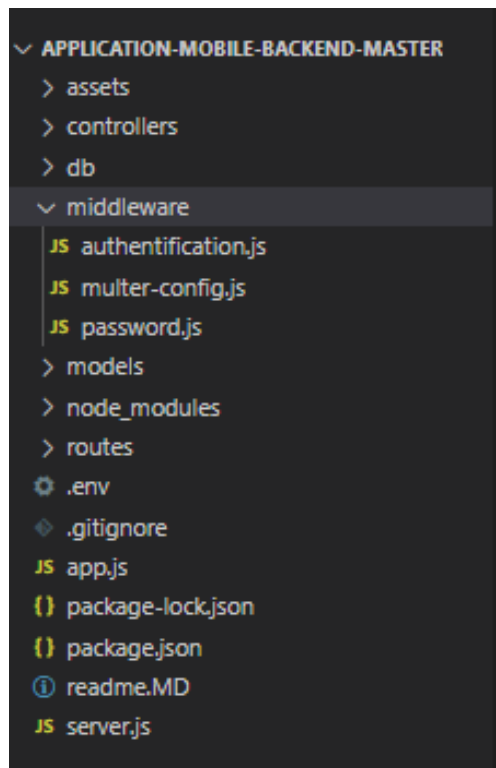 APPLICATION-MOBILE-BACKEND-MASTER
assets
controllers
db
middleware
JS authentification.js
JS multer-config.js
JS password.js
models
node_modules
routes
.env
.gitignore
JS app.js
{} package-lock.json
{} package.json
readme.MD
JS server.js